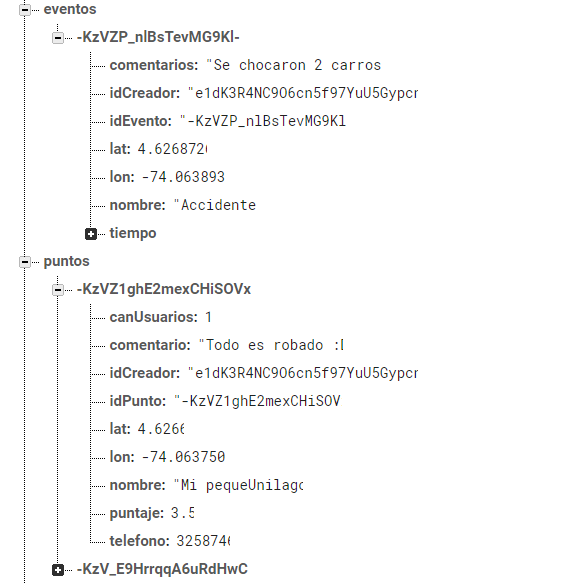 eventos
-KzVZP_nlBsTevMG9Kl-
comentarios: "Se chocaron 2 carros
idCreador: "e1dK3R4NC9O6cn5f97YuU5Gypcr
idEvento: "-KzVZP_nlBsTevMG9Kl
lat: 4.626872
lon: -74.063893
nombre: "Accidente
tiempo
puntos
-KzVZ1ghE2mexCHiSOVx
canUsuarios: 1
comentario: "Todo es robado :
idCreador: "e1dK3R4NC9O6cn5f97YuU5Gypcr
idPunto: "-KzVZ1ghE2mexCHiSOV
lat: 4.626
lon: -74.063750
nombre: "Mi pequeUnilago
puntaje: 3.5
telefono: 325874
-KzV_E9HrrqqA6uRdHwC